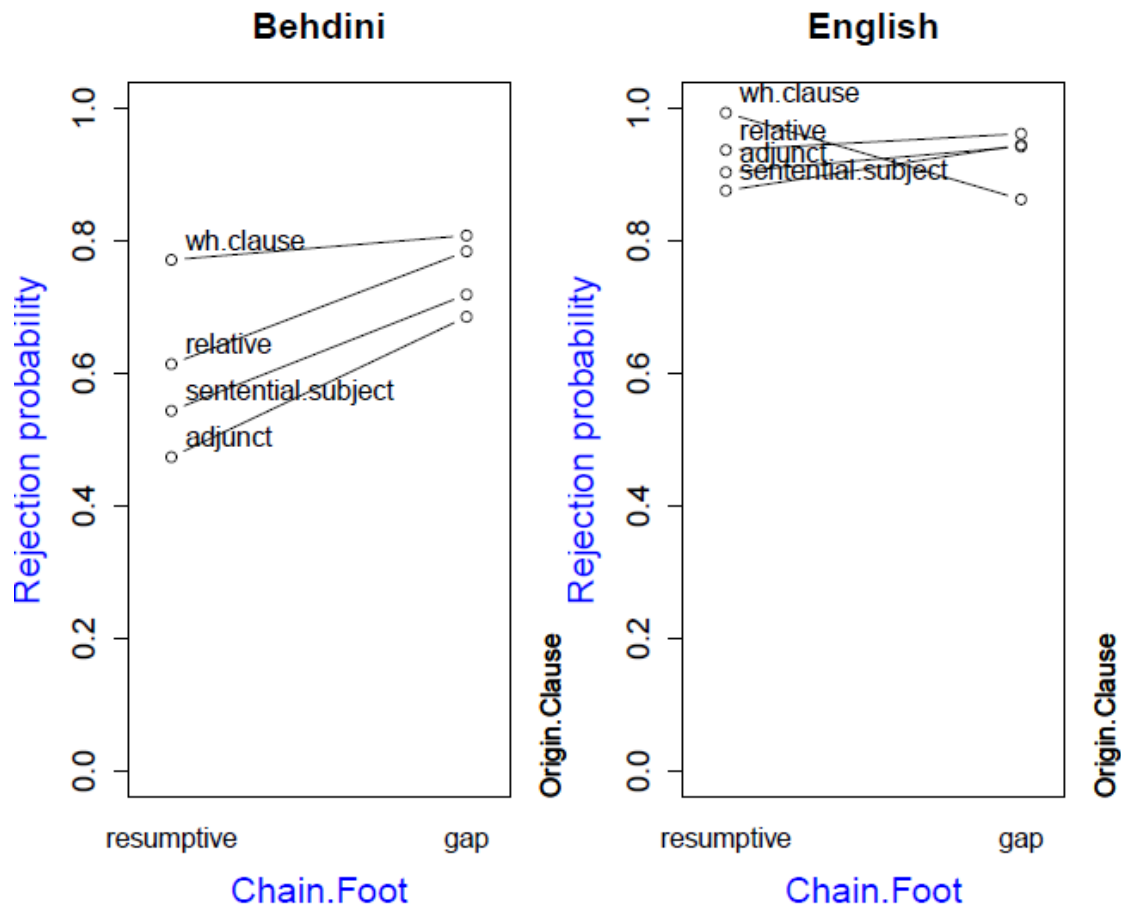 Behdini
Rejection probability
1.0
0.8
0.6
0.4
0.2
0.0
wh.clause
relative
sentential.subject
adjunct
resumptive
gap
Chain.Foot
Origin.Clause
English
Rejection probability
1.0
0.8
0.6
0.4
0.2
0.0
wh.clause
relative
adjunct
sentential.subject
resumptive
gap
Chain.Foot
Origin.Clause